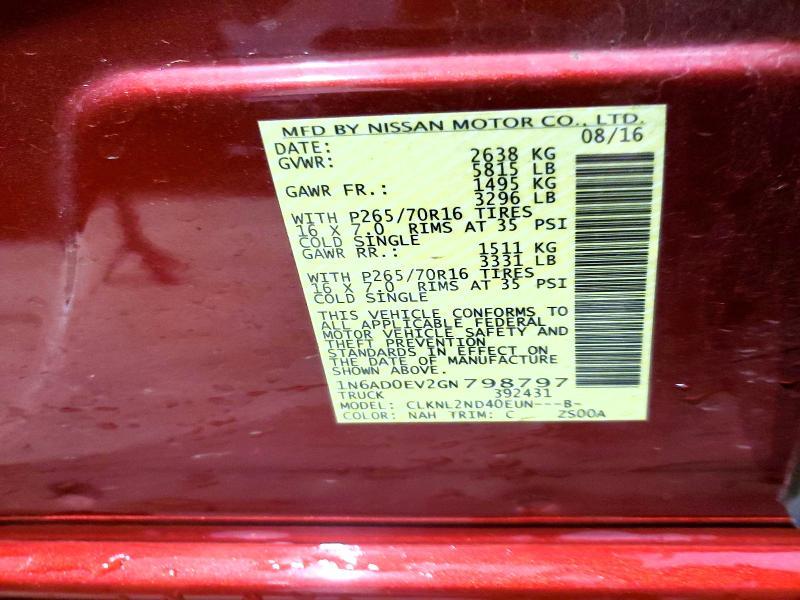 MFD BY NISSAN MOTOR CO., LTD.
DATE: 08/16
GVWR: 2638 KG
5815 LB
GAWR FR.: 1495 KG
3296 LB
WITH P265/70R16 TIRES
16 X 7.0 RIMS AT 35 PSI
COLD SINGLE
GAWR RR.: 1511 KG
3331 LB
WITH P265/70R16 TIRES
16 X 7.0 RIMS AT 35 PSI
COLD SINGLE
THIS VEHICLE CONFORMS TO
ALL APPLICABLE FEDERAL
MOTOR VEHICLE SAFETY AND
THEFT PREVENTION
STANDARDS IN EFFECT ON
THE DATE OF MANUFACTURE
SHOWN ABOVE.
1N6AD0EV2GN798797
TRUCK 392431
MODEL: CLKNL2ND40EUN---B-
COLOR: NAH TRIM: C ZS00A